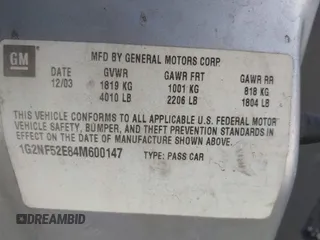 GM
MFD BY GENERAL MOTORS CORP
DATE GVWR GAWR FRT GAWR RR
12/03 1819 KG 1001 KG 818 KG
4010 LB 2206 LB 1804 LB
THIS VEHICLE CONFORMS TO ALL APPLICABLE U.S. FEDERAL MOTOR
VEHICLE SAFETY, BUMPER, AND THEFT PREVENTION STANDARDS IN
EFFECT ON THE DATE OF MANUFACTURE SHOWN ABOVE
1G2NF52E84M600147 TYPE: PASS CAR
DREAMBID